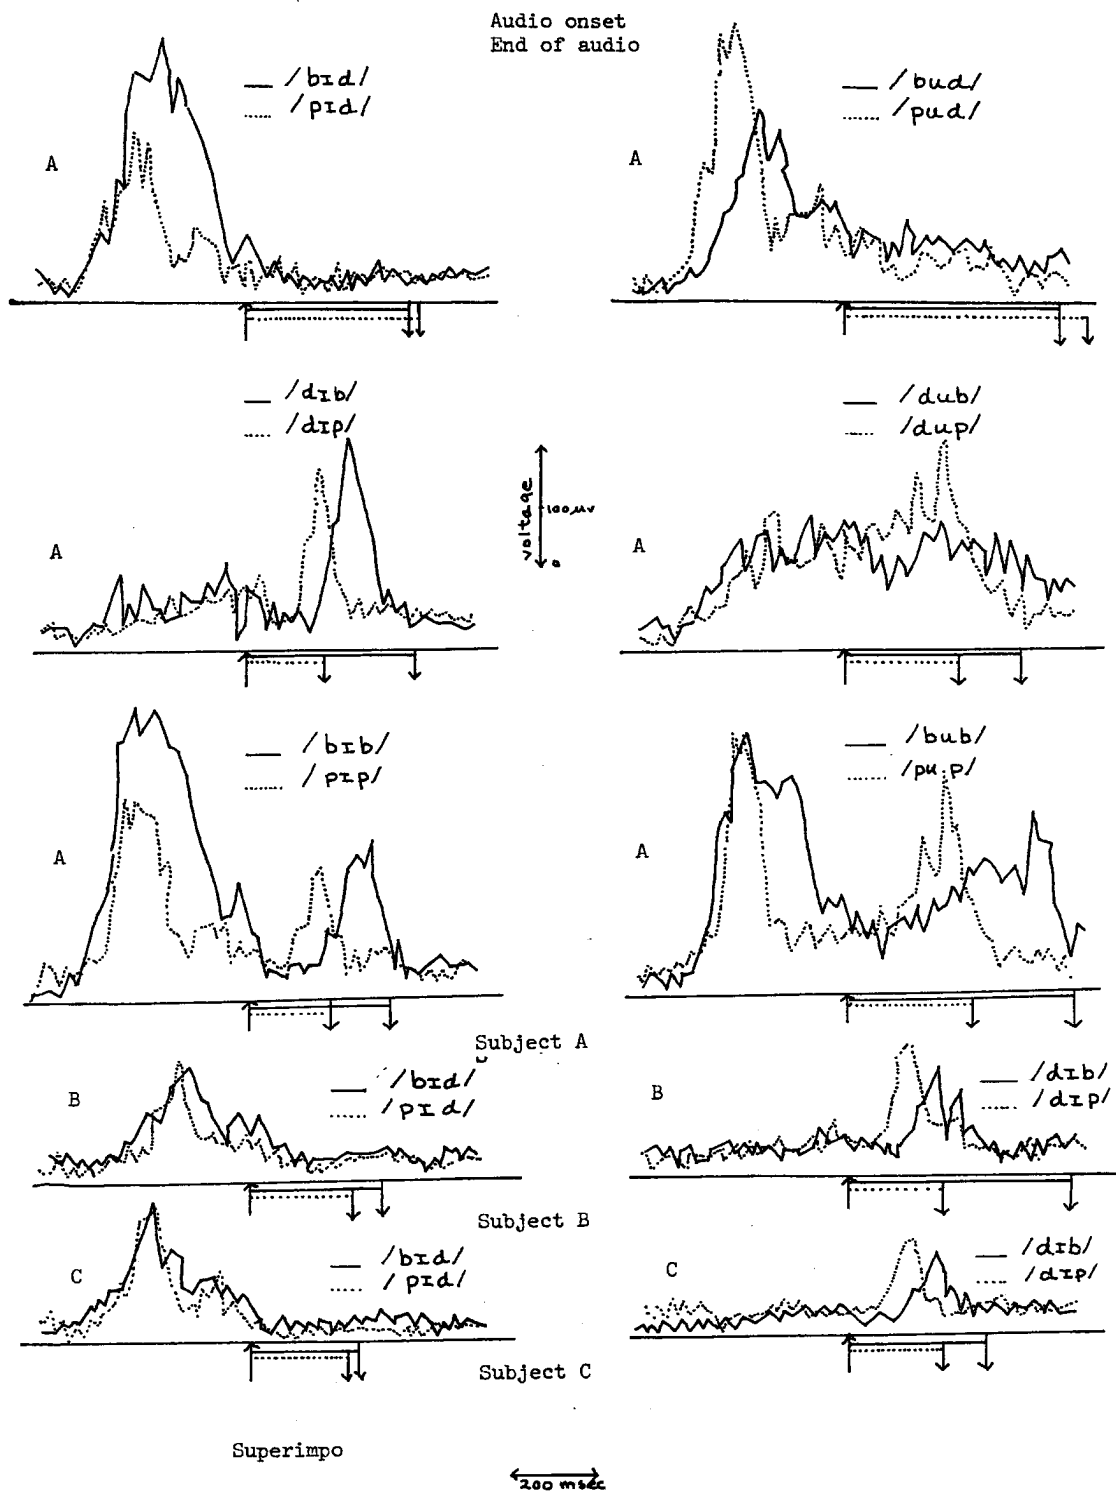 Audio onset
End of audio
/bɪd/
/pɪd/
A
/bud/
/pud/
A
/dɪb/
/dɪp/
A
voltage
100μv
0
/dub/
/dup/
A
/bɪb/
/pɪp/
A
/bub/
/pup/
A
Subject A
/bɪd/
/pɪd/
B
/dɪb/
/dɪp/
B
Subject B
/bɪd/
/pɪd/
C
/dɪb/
/dɪp/
C
Subject C
Superimpo
200 msec